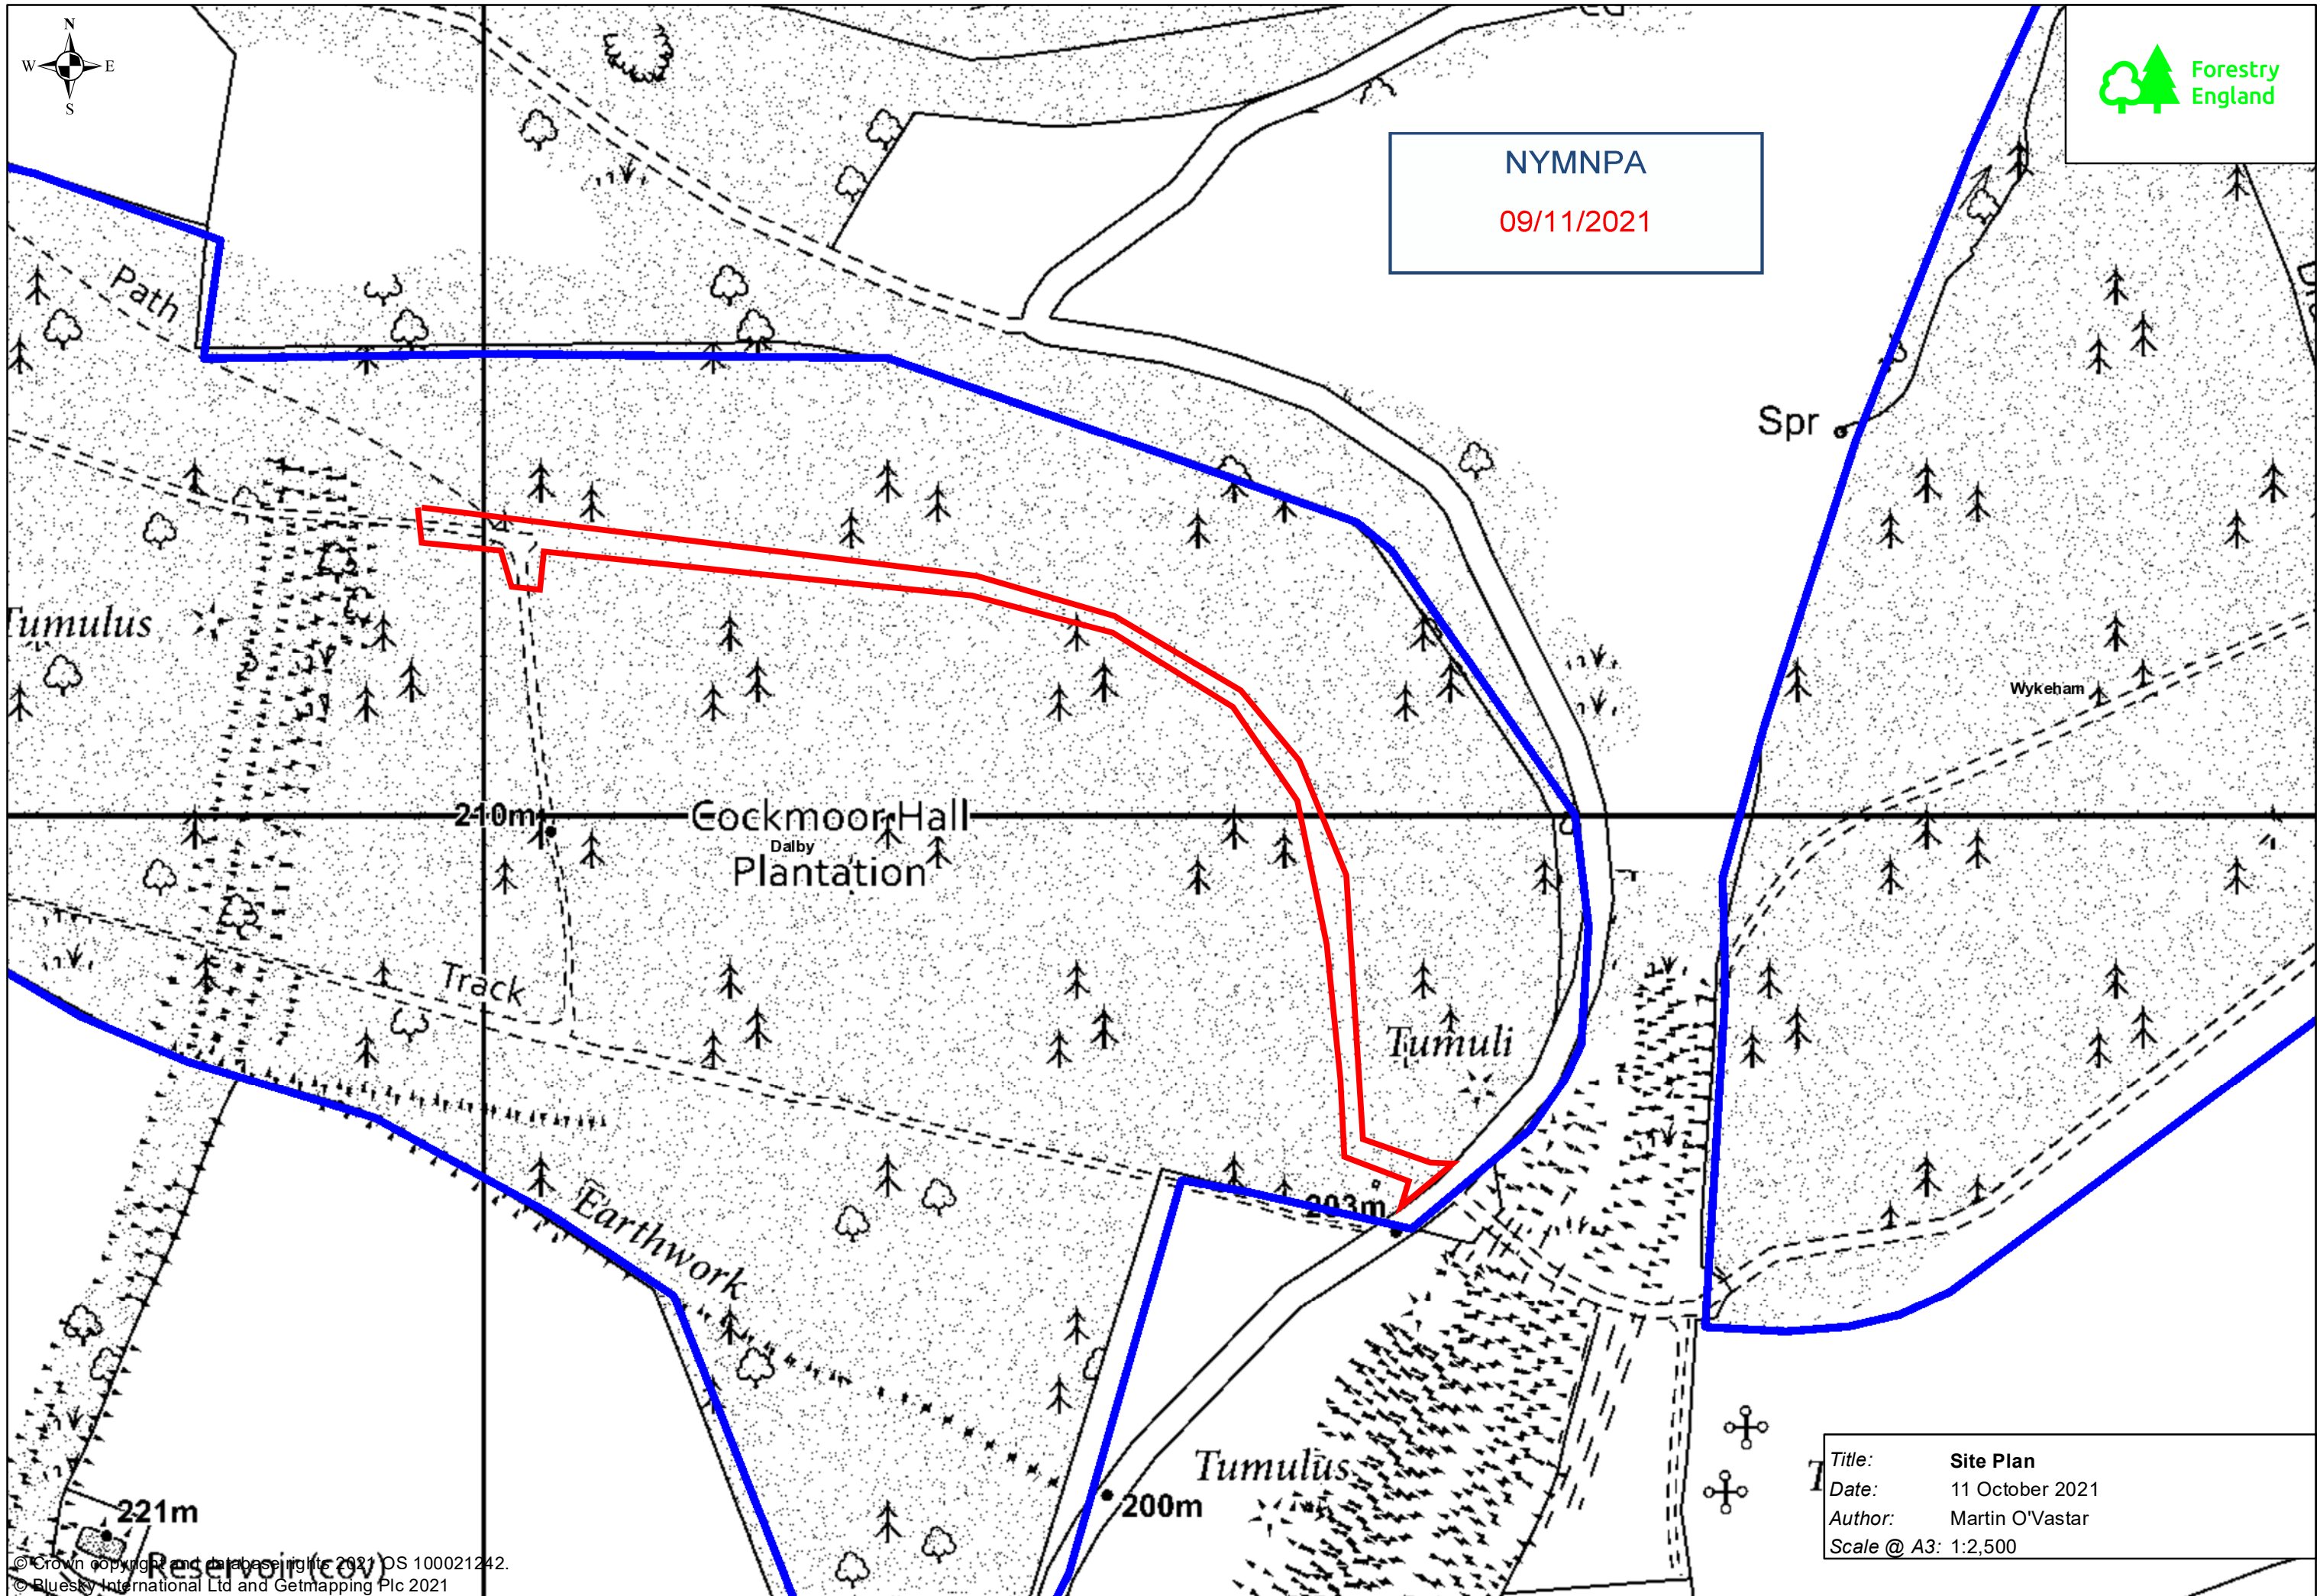 N
W E
S
Forestry
England
NYMNPA
09/11/2021
Path
Spr
Tumulus
Wykeham
210m
Cockmoor Hall
Dalby
Plantation
Track
Tumuli
203m
Earthwork
Tumulus
200m
221m
Reservoir (cov)
Title: Site Plan
Date: 11 October 2021
Author: Martin O'Vastar
Scale @ A3: 1:2,500
© Crown copyright and database rights 2021 OS 100021242.
© Bluesky International Ltd and Getmapping Plc 2021